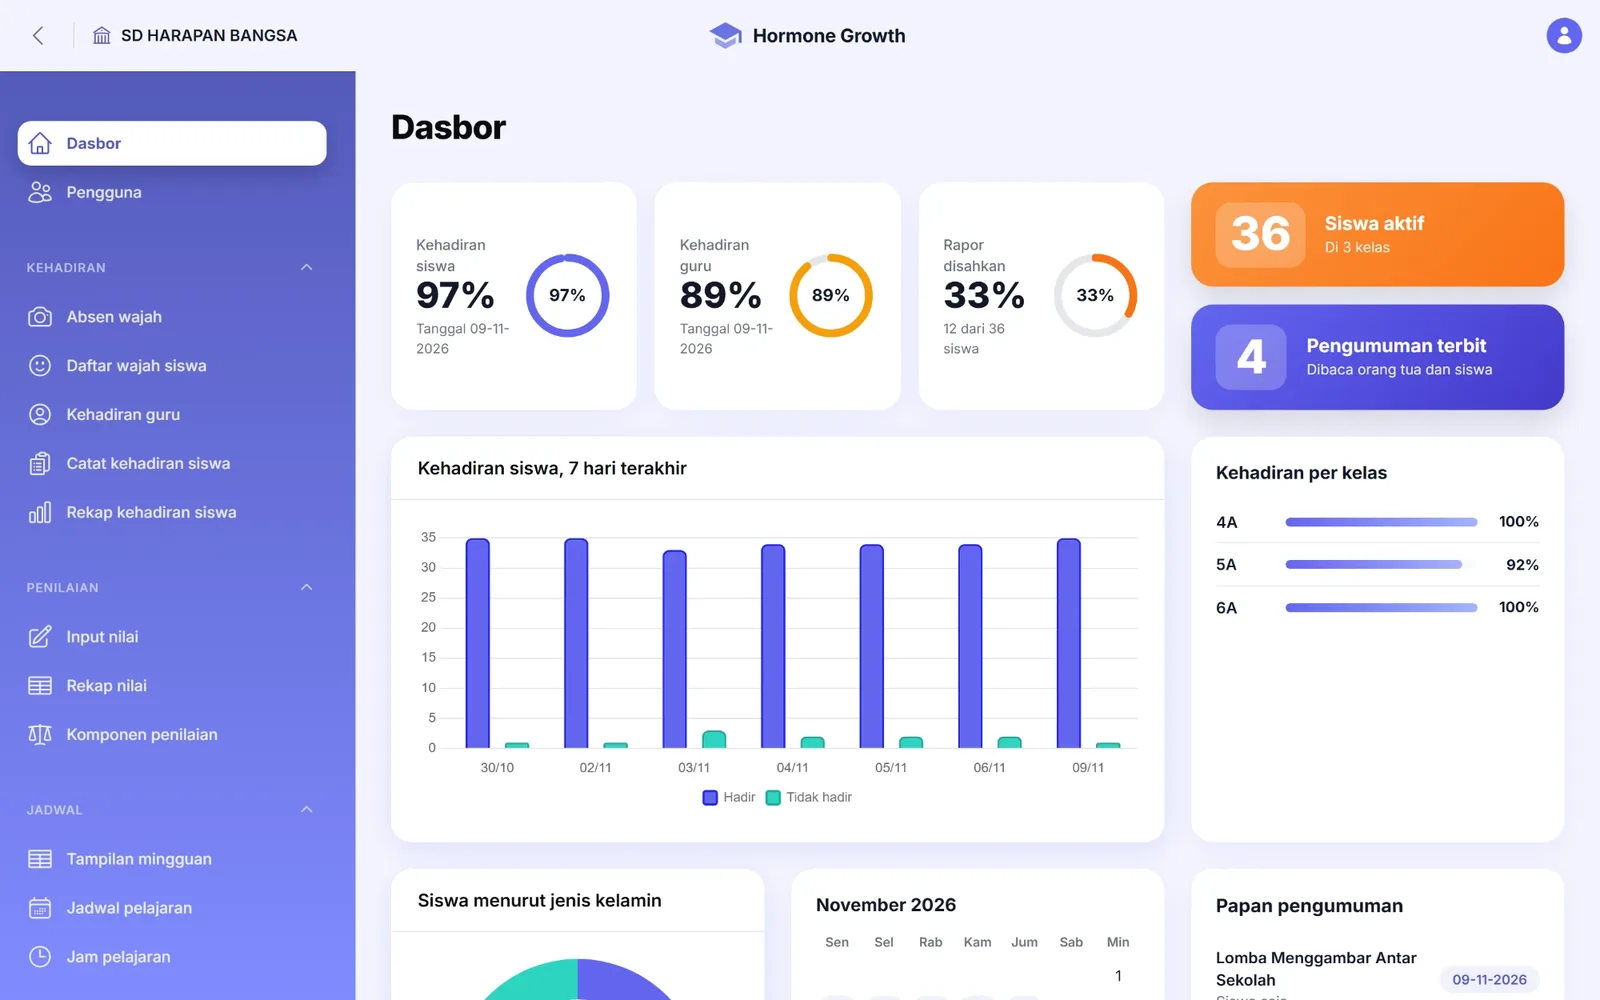 SD HARAPAN BANGSA
Hormone Growth
Dasbor
Pengguna
KEHADIRAN
Absen wajah
Daftar wajah siswa
Kehadiran guru
Catat kehadiran siswa
Rekap kehadiran siswa
PENILAIAN
Input nilai
Rekap nilai
Komponen penilaian
JADWAL
Tampilan mingguan
Jadwal pelajaran
Jam pelajaran
Dasbor
Kehadiran
siswa
97%
Tanggal 09-11-
2026
97%
Kehadiran
guru
89%
Tanggal 09-11-
2026
89%
Rapor
disahkan
33%
12 dari 36
siswa
33%
36
Siswa aktif
Di 3 kelas
4
Pengumuman terbit
Dibaca orang tua dan siswa
Kehadiran siswa, 7 hari terakhir
35
30
25
20
15
10
5
0
30/10 02/11 03/11 04/11 05/11 06/11 09/11
Hadir Tidak hadir
Kehadiran per kelas
4A 100%
5A 92%
6A 100%
Siswa menurut jenis kelamin
November 2026
Sen Sel Rab Kam Jum Sab Min
1
Papan pengumuman
Lomba Menggambar Antar
Sekolah
09-11-2026